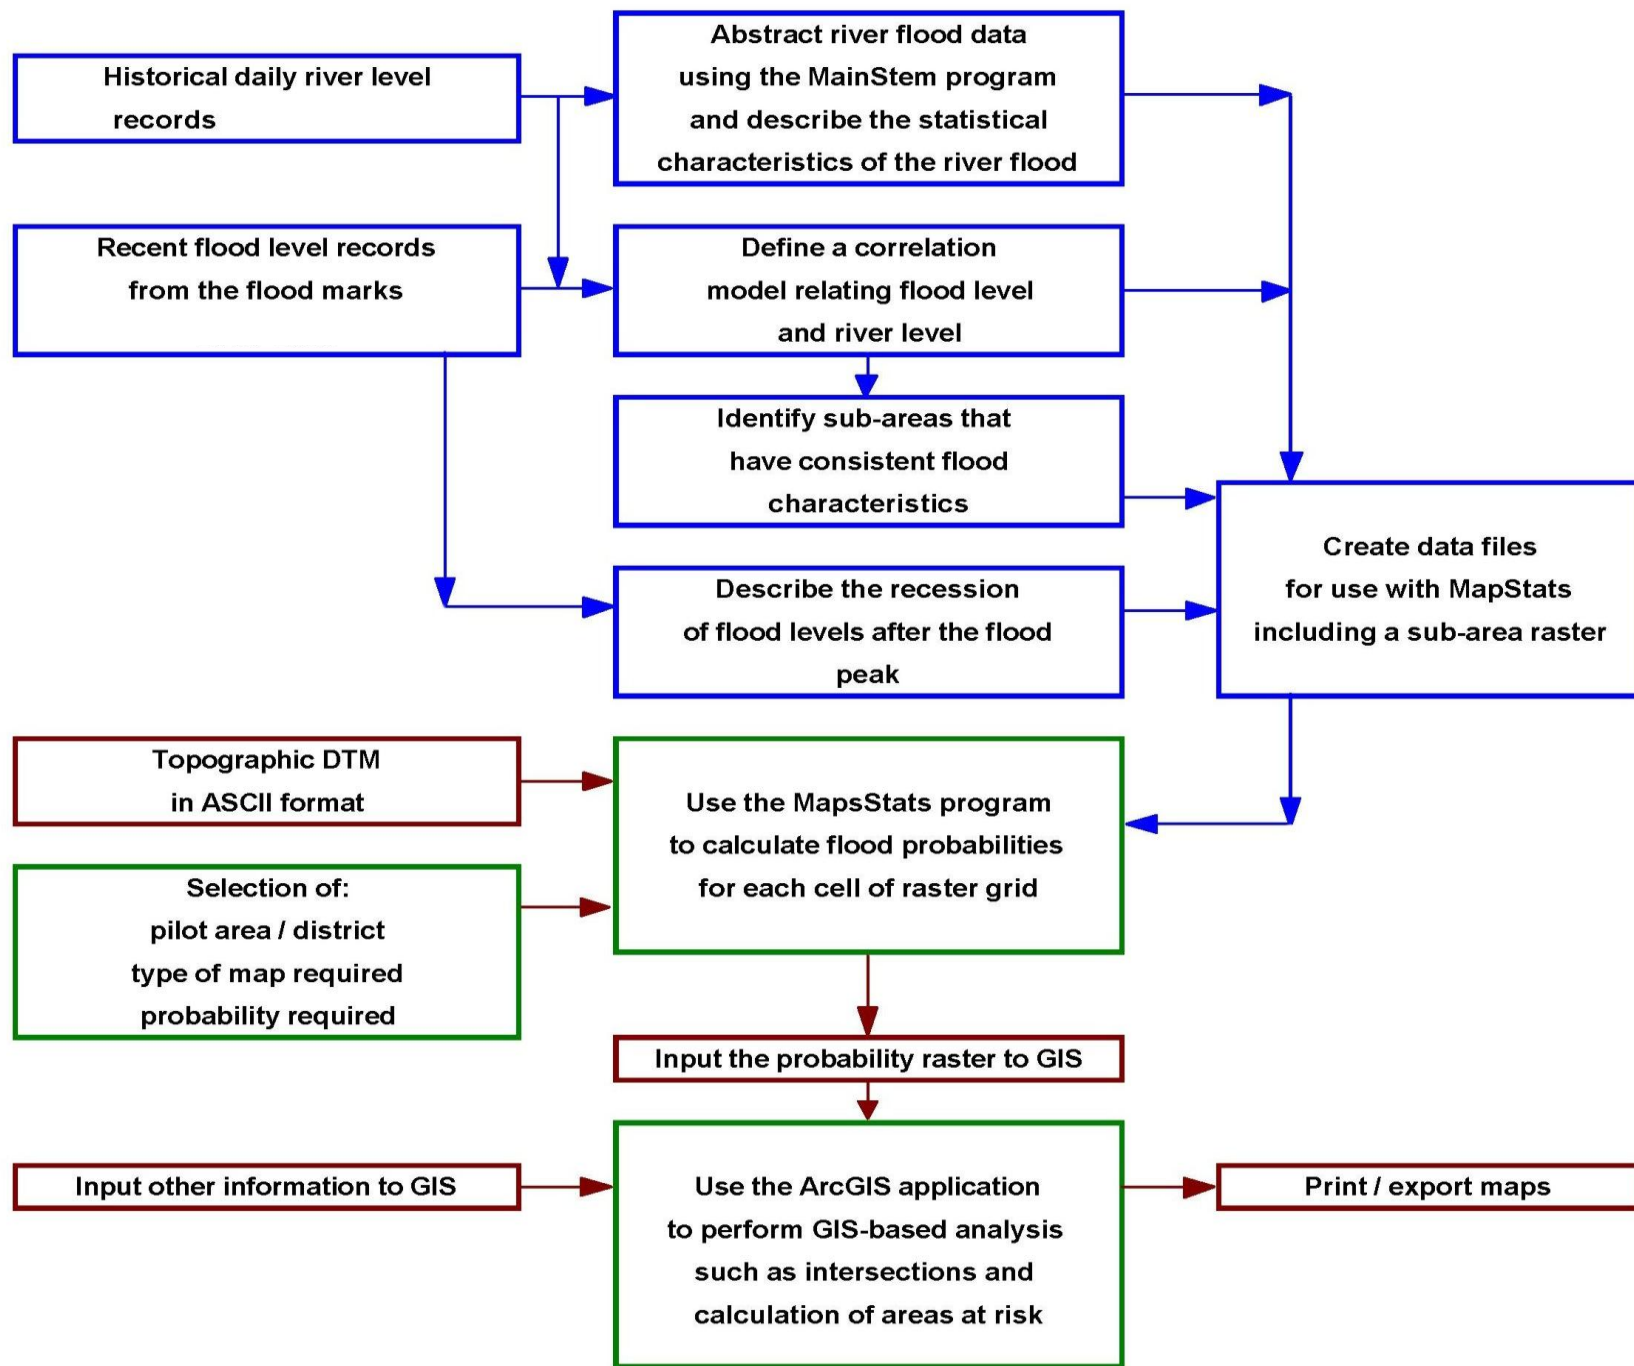 Historical daily river level
records
Abstract river flood data
using the MainStem program
and describe the statistical
characteristics of the river flood
Recent flood level records
from the flood marks
Define a correlation
model relating flood level
and river level
Identify sub-areas that
have consistent flood
characteristics
Create data files
for use with MapStats
including a sub-area raster
Describe the recession
of flood levels after the flood
peak
Topographic DTM
in ASCII format
Use the MapsStats program
to calculate flood probabilities
for each cell of raster grid
Selection of:
pilot area / district
type of map required
probability required
Input the probability raster to GIS
Input other information to GIS
Use the ArcGIS application
to perform GIS-based analysis
such as intersections and
calculation of areas at risk
Print / export maps